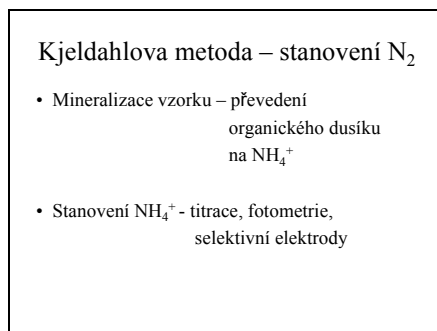 Kjeldahlova metoda – stanovení N₂
• Mineralizace vzorku – převedení
organického dusíku
na NH₄⁺
• Stanovení NH₄⁺ - titrace, fotometrie,
selektivní elektrody